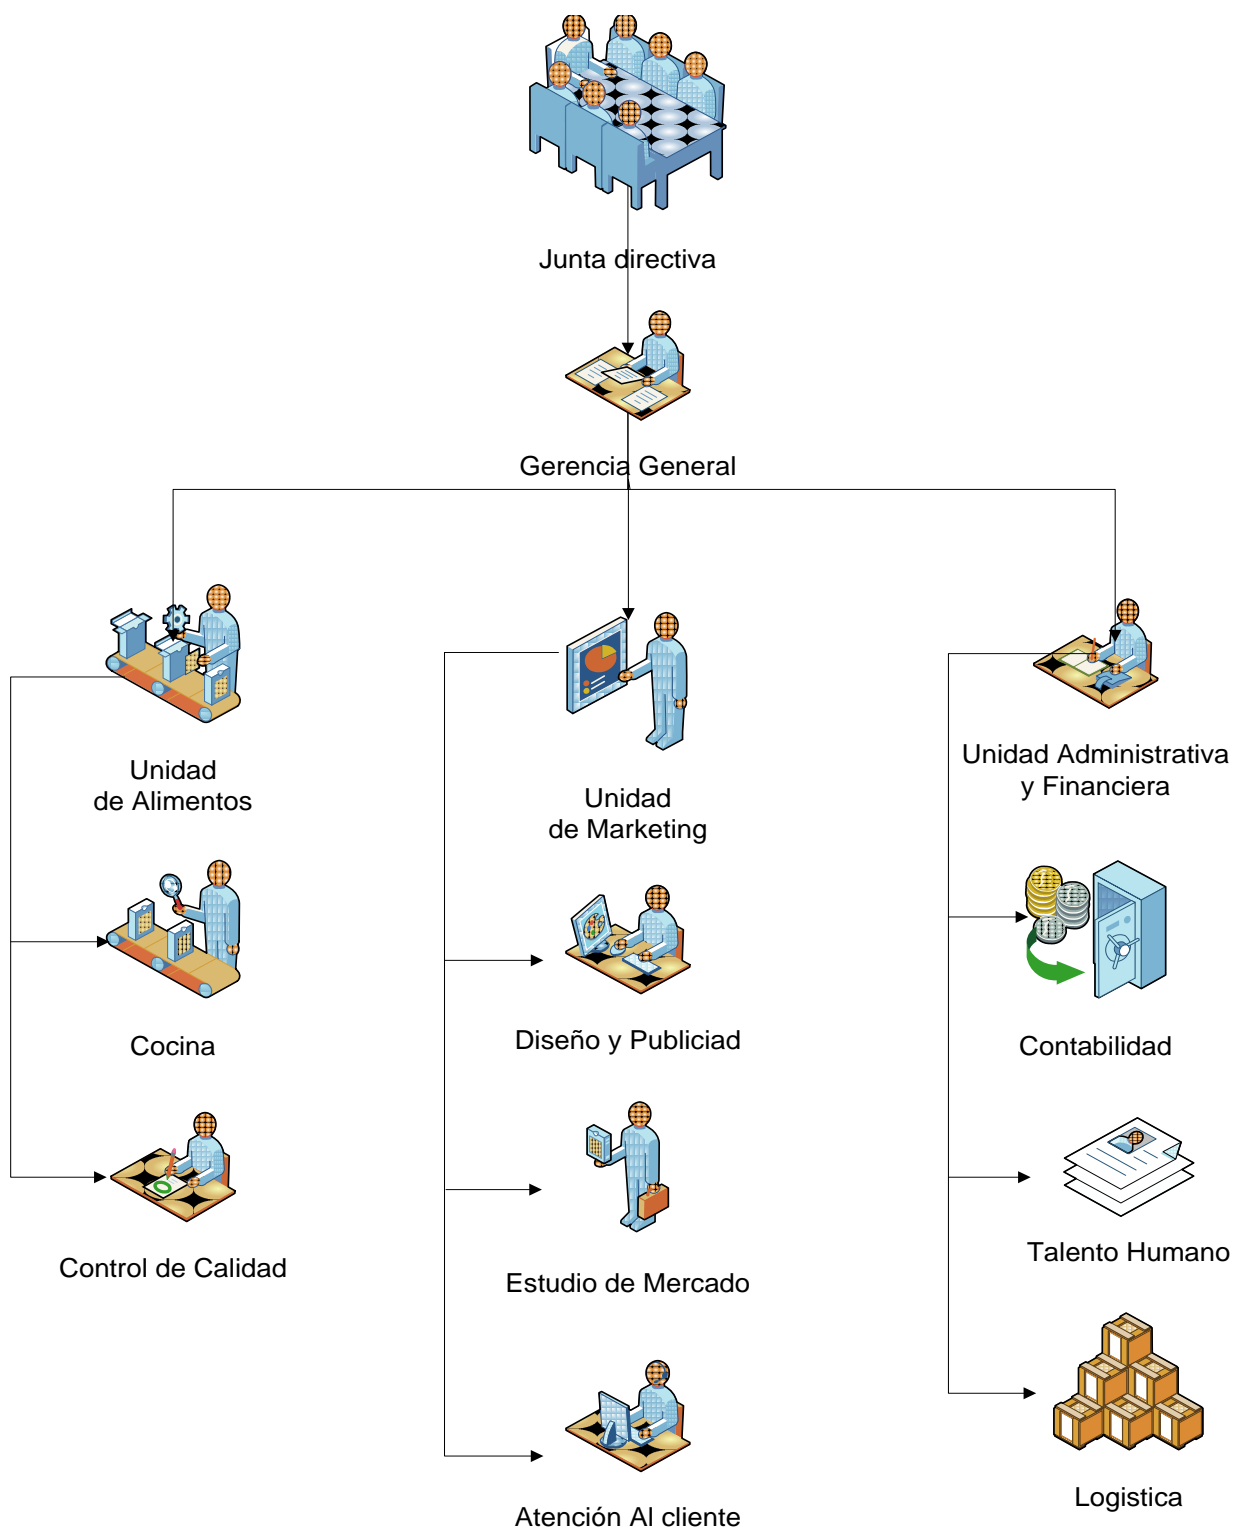 Junta directiva
Gerencia General
Unidad
de Alimentos
Unidad
de Marketing
Unidad Administrativa
y Financiera
Cocina
Diseño y Publiciad
Contabilidad
Control de Calidad
Estudio de Mercado
Talento Humano
Atención Al cliente
Logistica